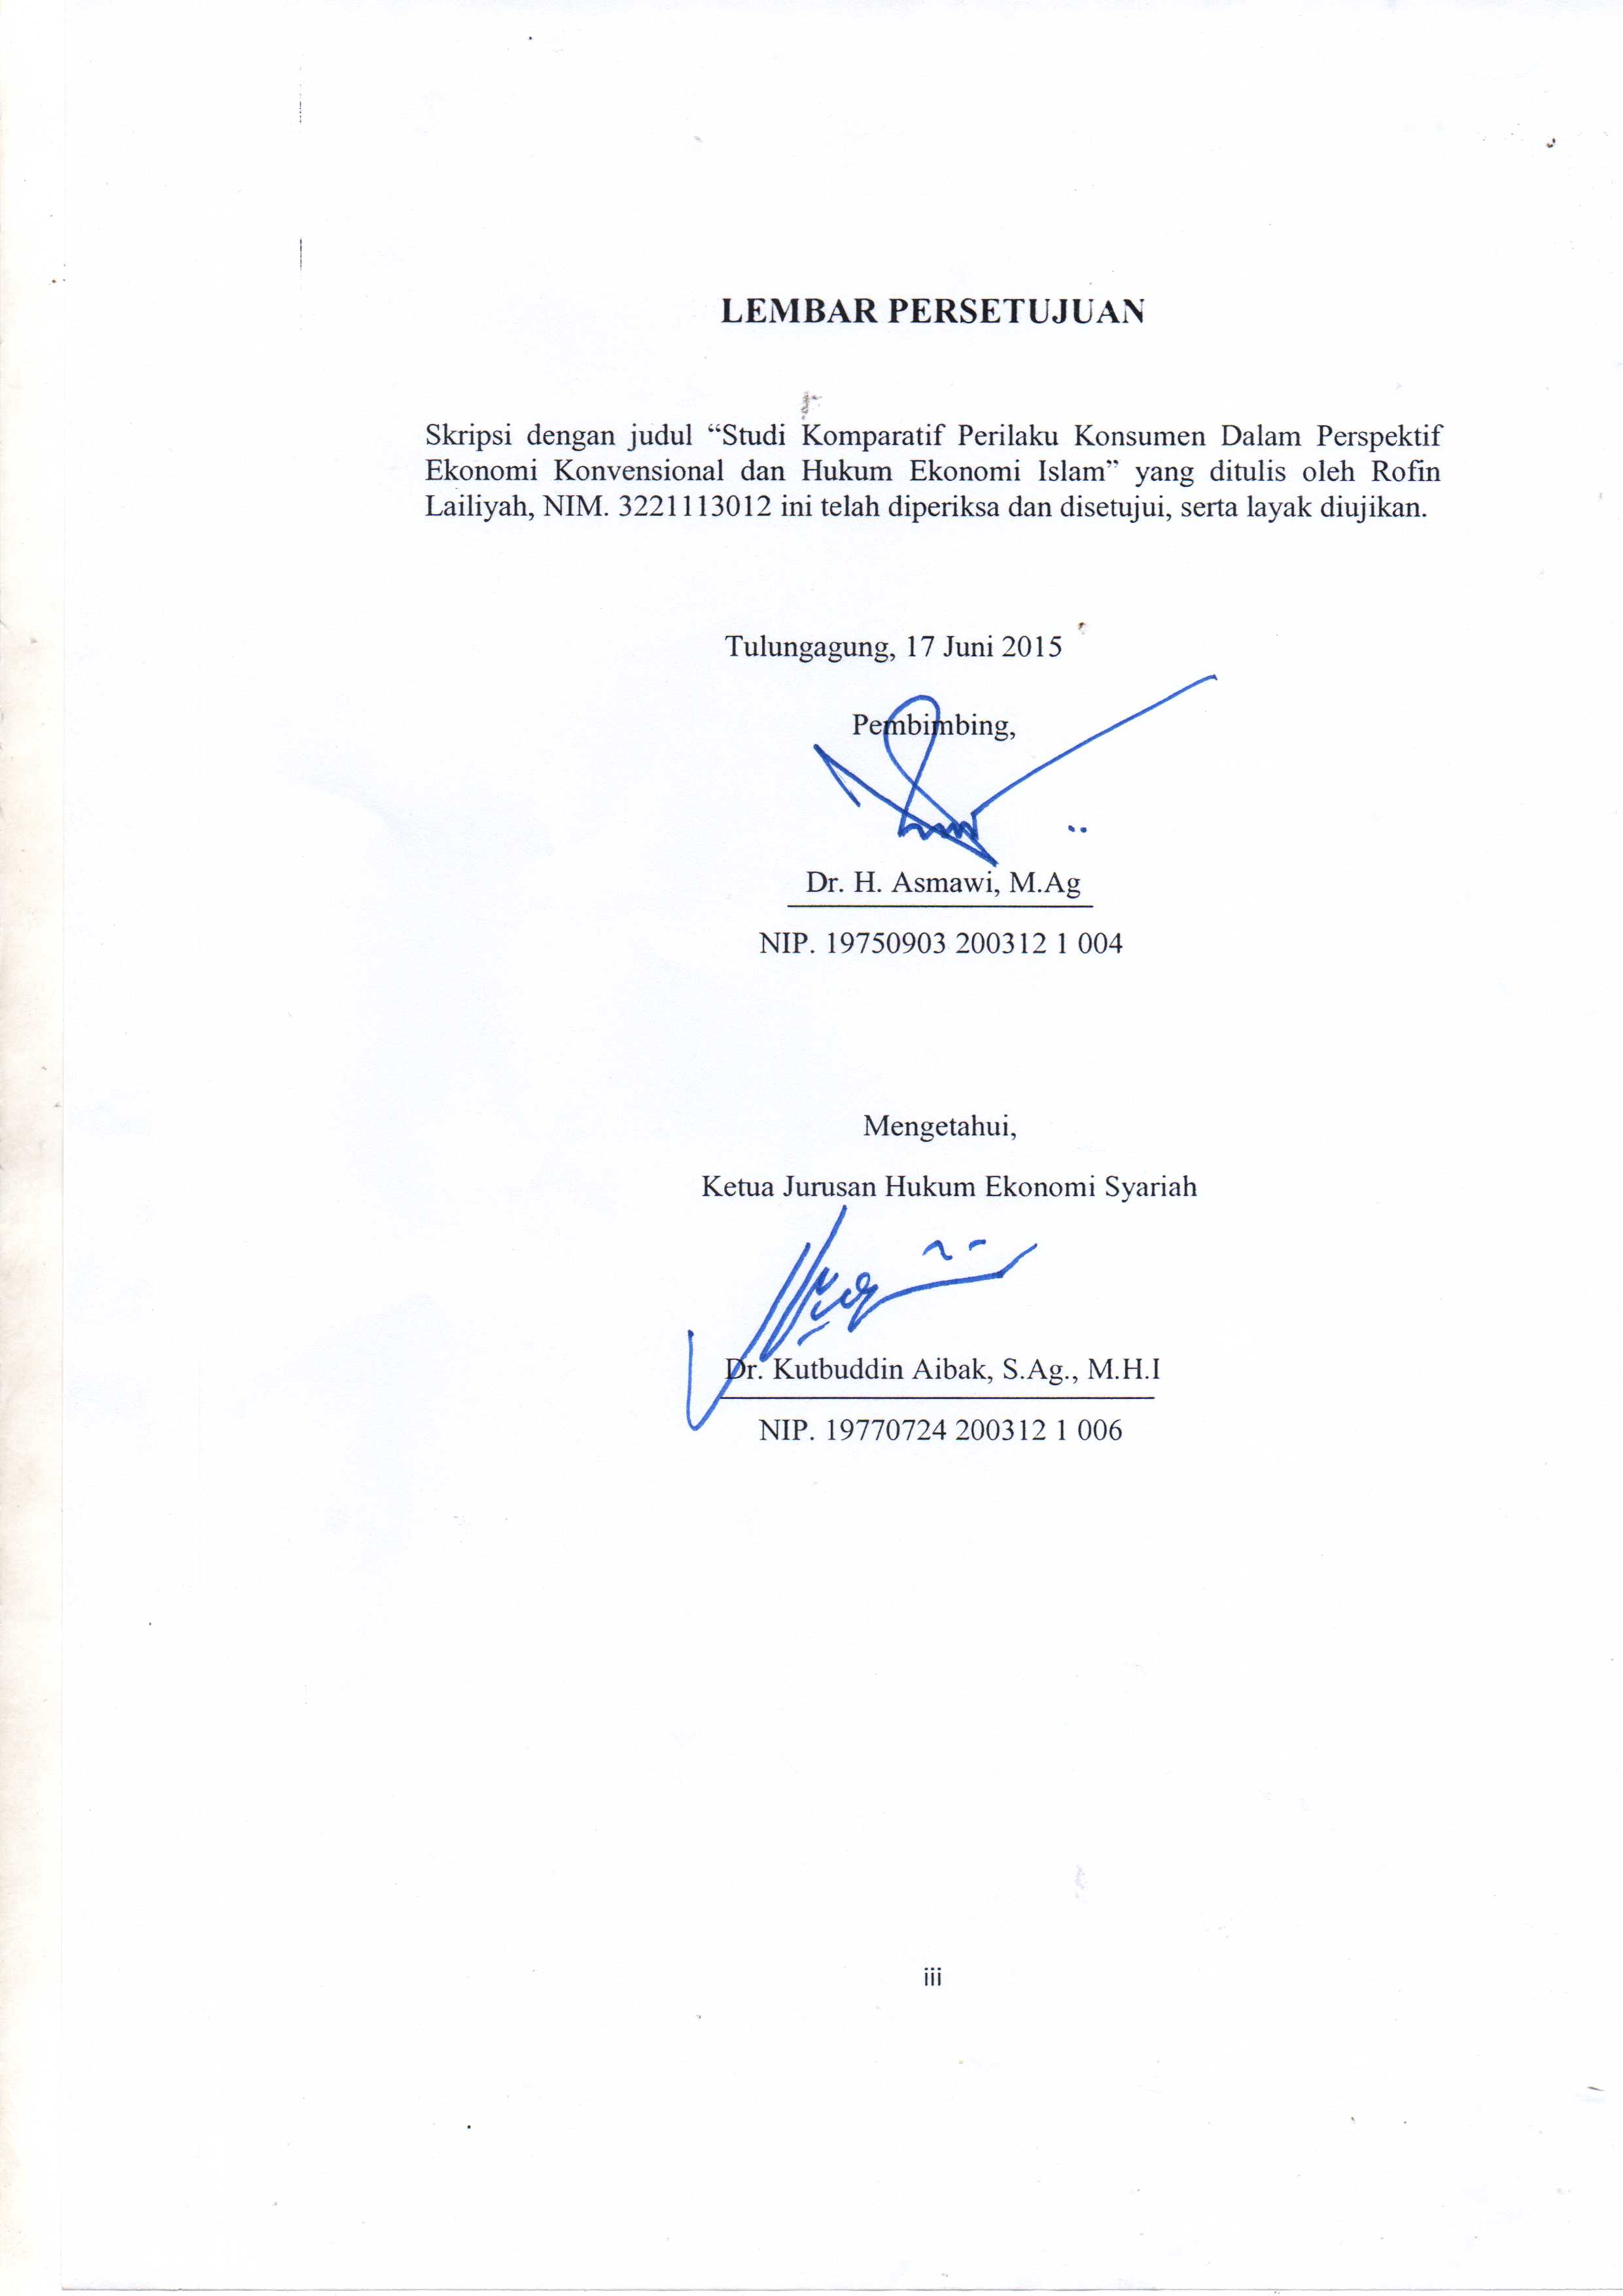 LEMBAR PERSETUJUAN
Skripsi dengan judul “Studi Komparatif Perilaku Konsumen Dalam Perspektif
Ekonomi Konvensional dan Hukum Ekonomi Islam” yang ditulis oleh Rofin
Lailiyah, NIM. 3221113012 ini telah diperiksa dan disetujui, serta layak diujikan.
Tulungagung, 17 Juni 2015
Pembimbing,
Dr. H. Asmawi, M.Ag
NIP. 19750903 200312 1 004
Mengetahui,
Ketua Jurusan Hukum Ekonomi Syariah
Dr. Kutbuddin Aibak, S.Ag., M.H.I
NIP. 19770724 200312 1 006
iii